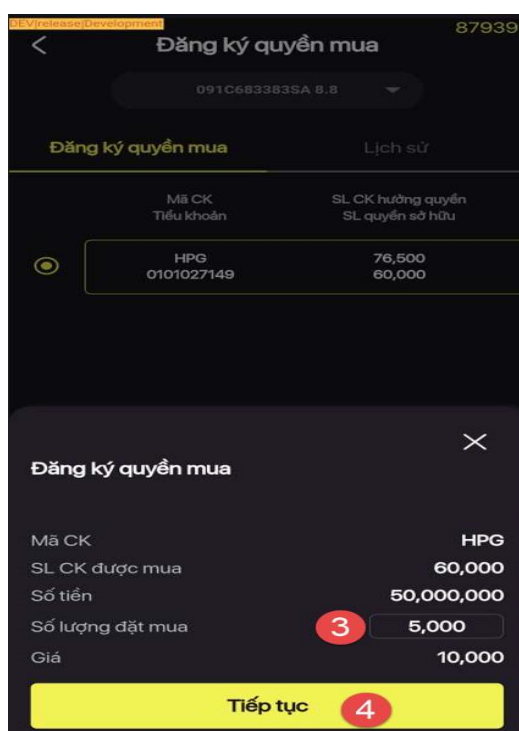 DEV|release|Development
87939
Đăng ký quyền mua
091C683383SA 8.8
Đăng ký quyền mua Lịch sử
Mã CK SL CK hưởng quyền
Tiểu khoản SL quyền sở hữu
HPG 76,500
0101027149 60,000
Đăng ký quyền mua
Mã CK HPG
SL CK được mua 60,000
Số tiền 50,000,000
Số lượng đặt mua 3 5,000
Giá 10,000
Tiếp tục 4